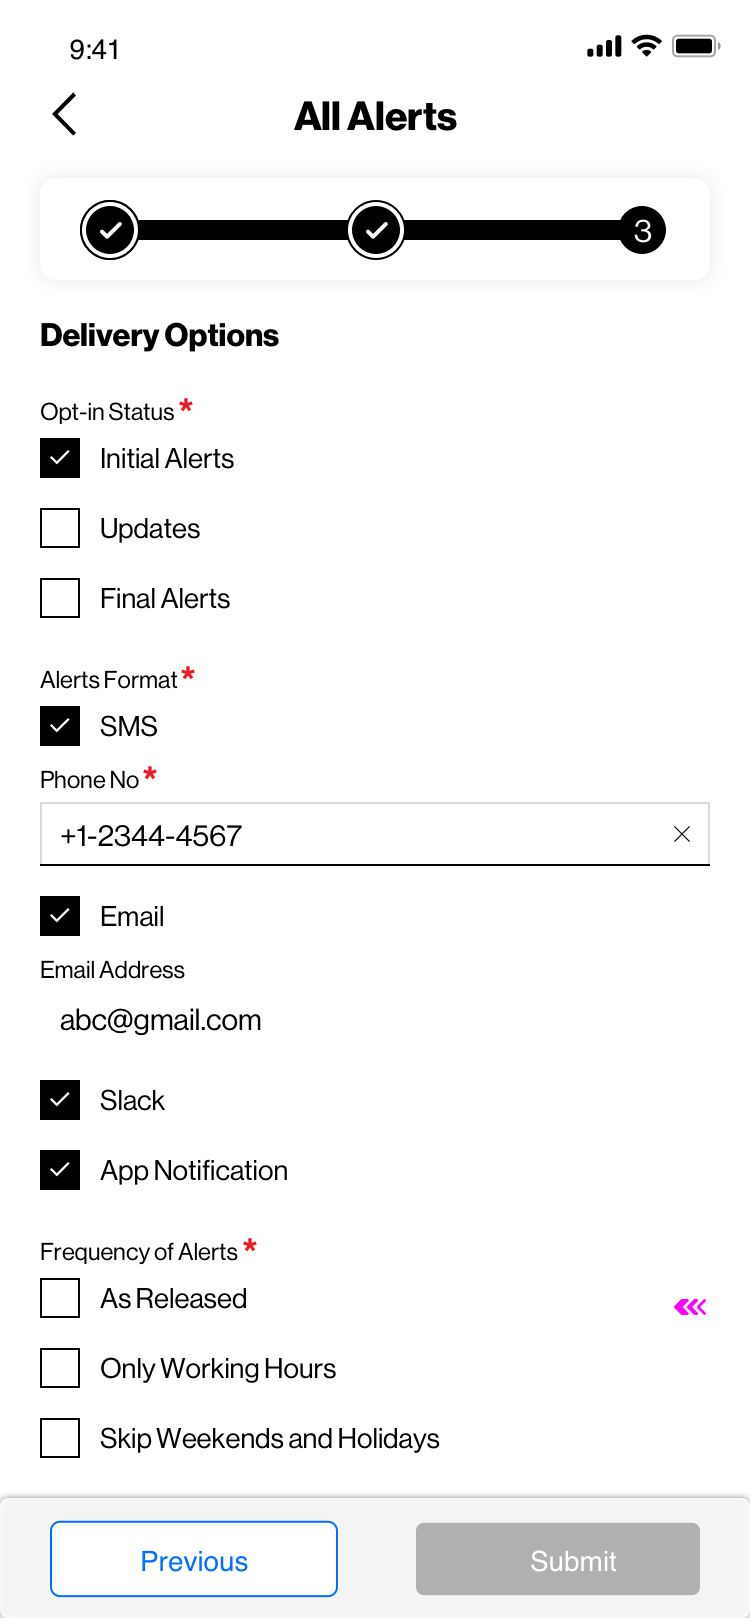 9:41
All Alerts
3
Delivery Options
Opt-in Status *
Initial Alerts
Updates
Final Alerts
Alerts Format *
SMS
Phone No *
+1-2344-4567
Email
Email Address
abc@gmail.com
Slack
App Notification
Frequency of Alerts *
As Released
Only Working Hours
Skip Weekends and Holidays
Previous
Submit